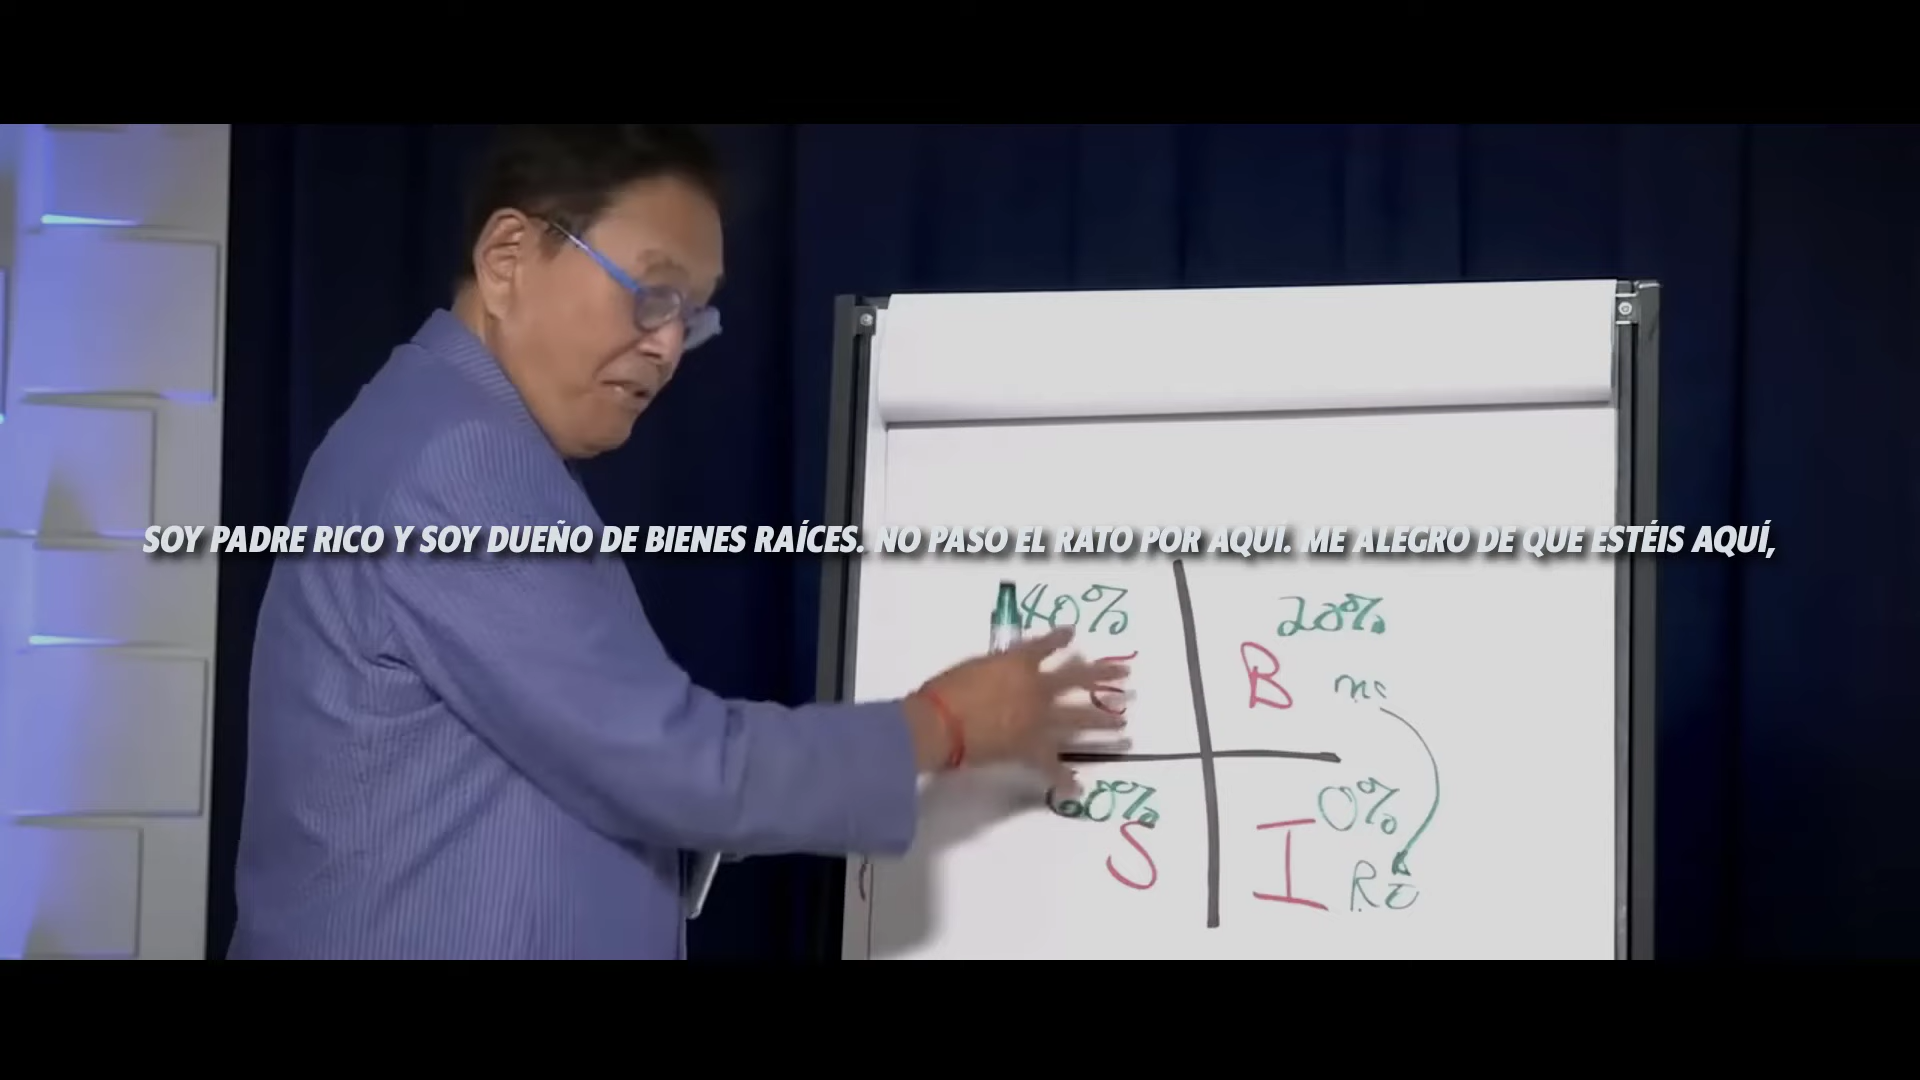 SOY PADRE RICO Y SOY DUEÑO DE BIENES RAÍCES. NO PASO EL RATO POR AQUÍ. ME ALEGRO DE QUE ESTÉIS AQUÍ,
40% 20%
E B
60% 0%
S I